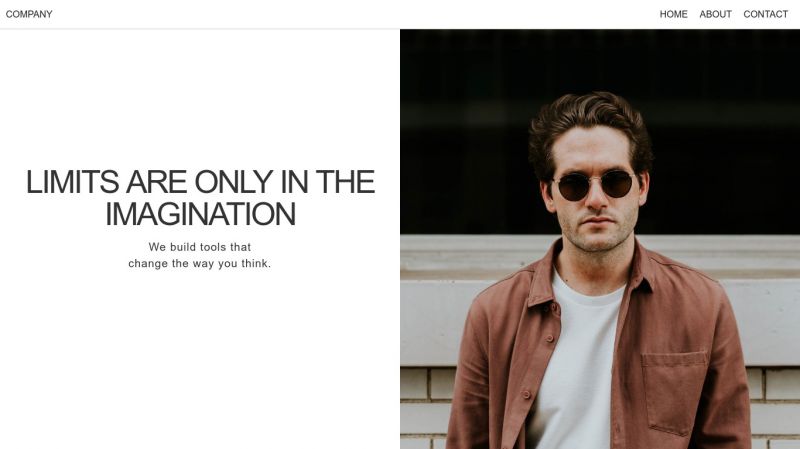 COMPANY
HOME ABOUT CONTACT
LIMITS ARE ONLY IN THE
IMAGINATION
We build tools that
change the way you think.